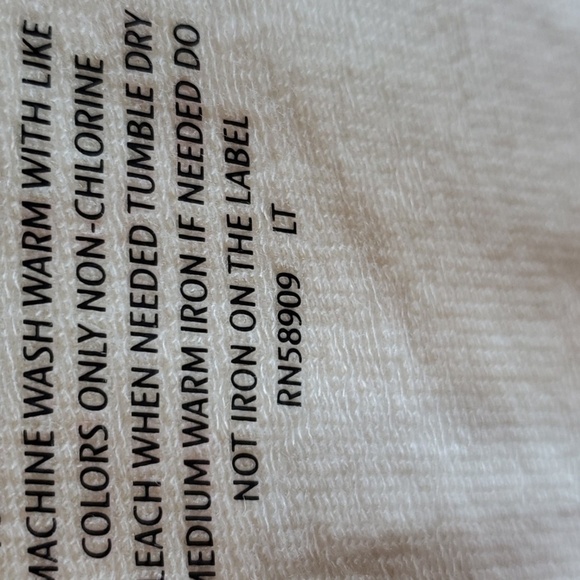 MACHINE WASH WARM WITH LIKE
COLORS ONLY NON-CHLORINE
EACH WHEN NEEDED TUMBLE DRY
MEDIUM WARM IRON IF NEEDED DO
NOT IRON ON THE LABEL
RN58909 LT